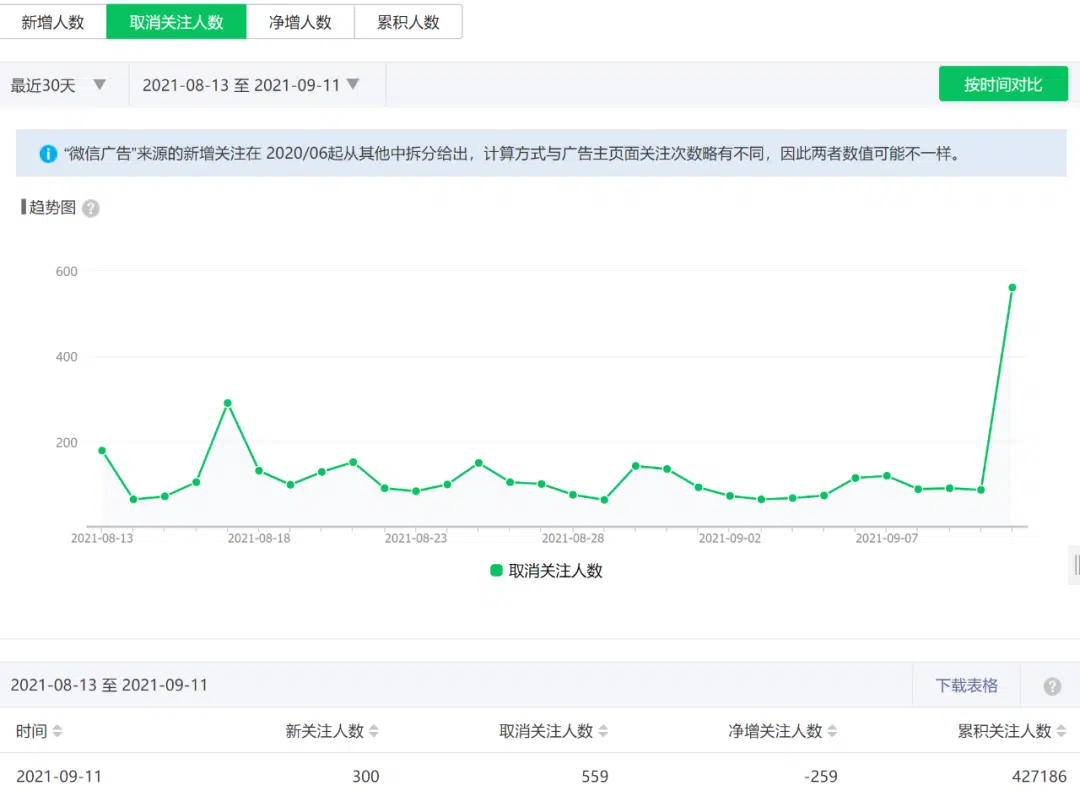 新增人数 取消关注人数 净增人数 累积人数
最近30天 2021-08-13 至 2021-09-11 按时间对比
“微信广告”来源的新增关注在 2020/06起从其他中拆分给出，计算方式与广告主页面关注次数略有不同，因此两者数值可能不一样。
趋势图 ?
600
400
200
2021-08-13 2021-08-18 2021-08-23 2021-08-28 2021-09-02 2021-09-07
取消关注人数
2021-08-13 至 2021-09-11 下载表格 ?
时间 新关注人数 取消关注人数 净增关注人数 累积关注人数
2021-09-11 300 559 -259 427186